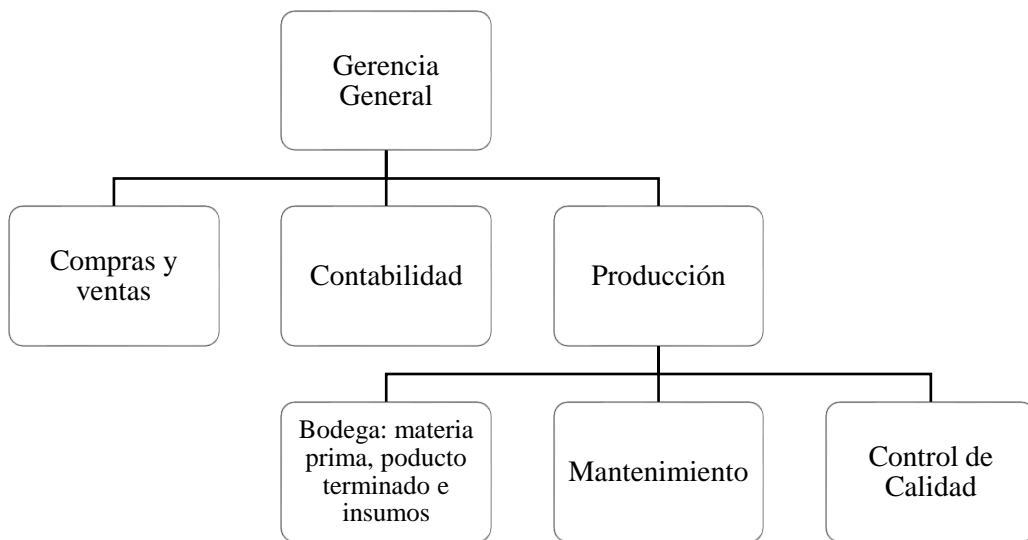 Gerencia
General
Compras y
ventas
Contabilidad
Producción
Bodega: materia
prima, poducto
terminado e
insumos
Mantenimiento
Control de
Calidad